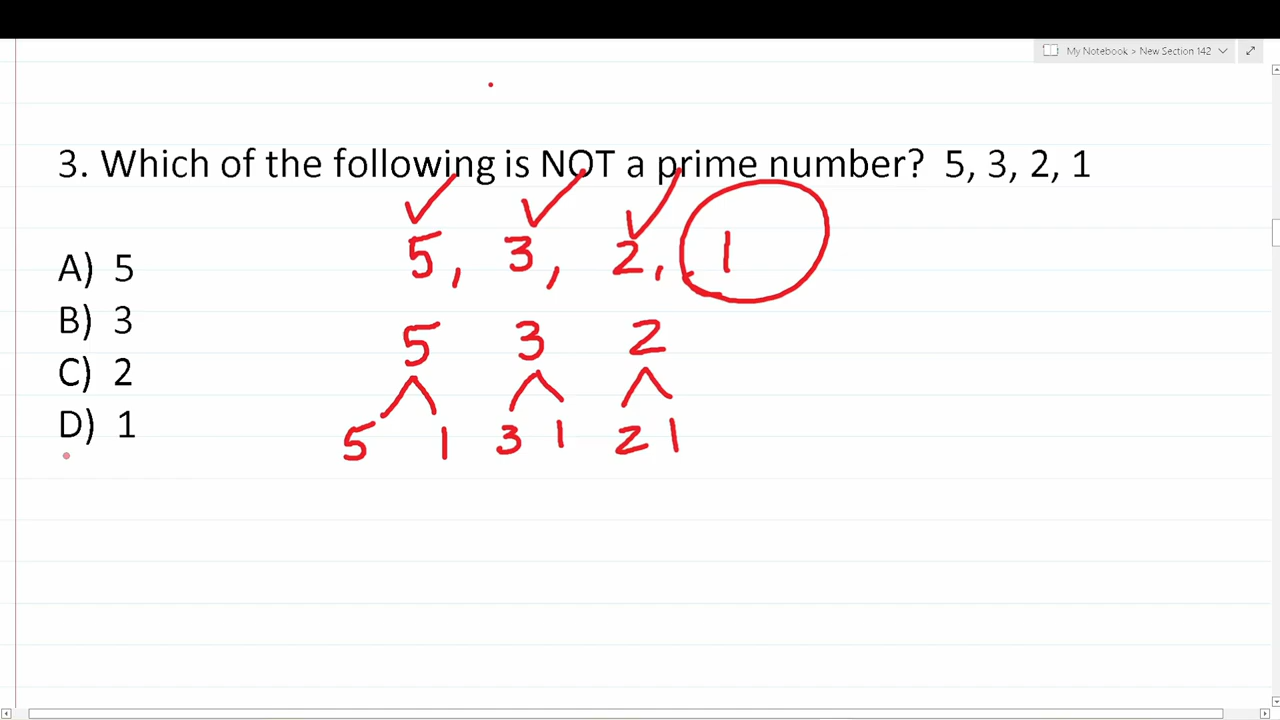 My Notebook > New Section 142
3. Which of the following is NOT a prime number? 5, 3, 2, 1
5, 3, 2, 1
A) 5
B) 3
C) 2
D) 1
5 3 2
5 1 3 1 2 1